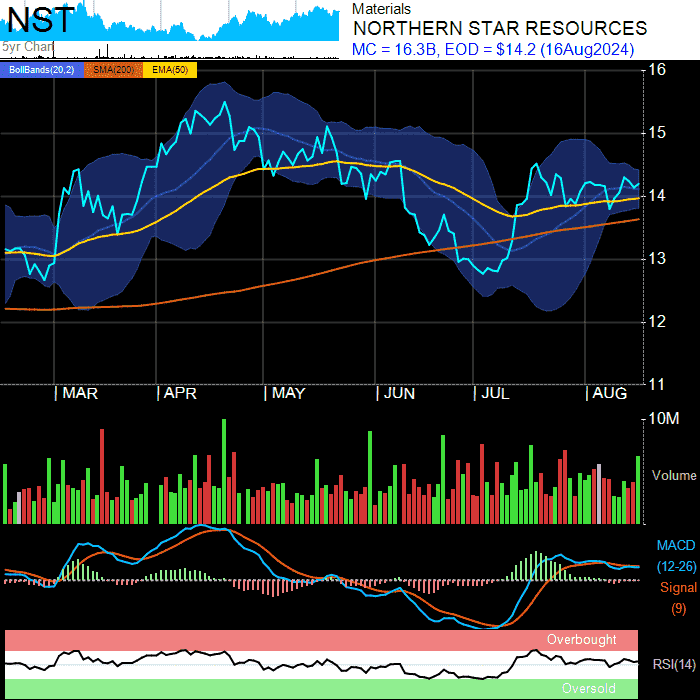 NST
5yr Chart
Materials
NORTHERN STAR RESOURCES
MC = 16.3B, EOD = $14.2 (16Aug2024)
BollBands(20,2) SMA(200) EMA(50)
16
15
14
13
12
11
MAR APR MAY JUN JUL AUG
10M
Volume
MACD
(12-26)
Signal
(9)
Overbought
RSI(14)
Oversold